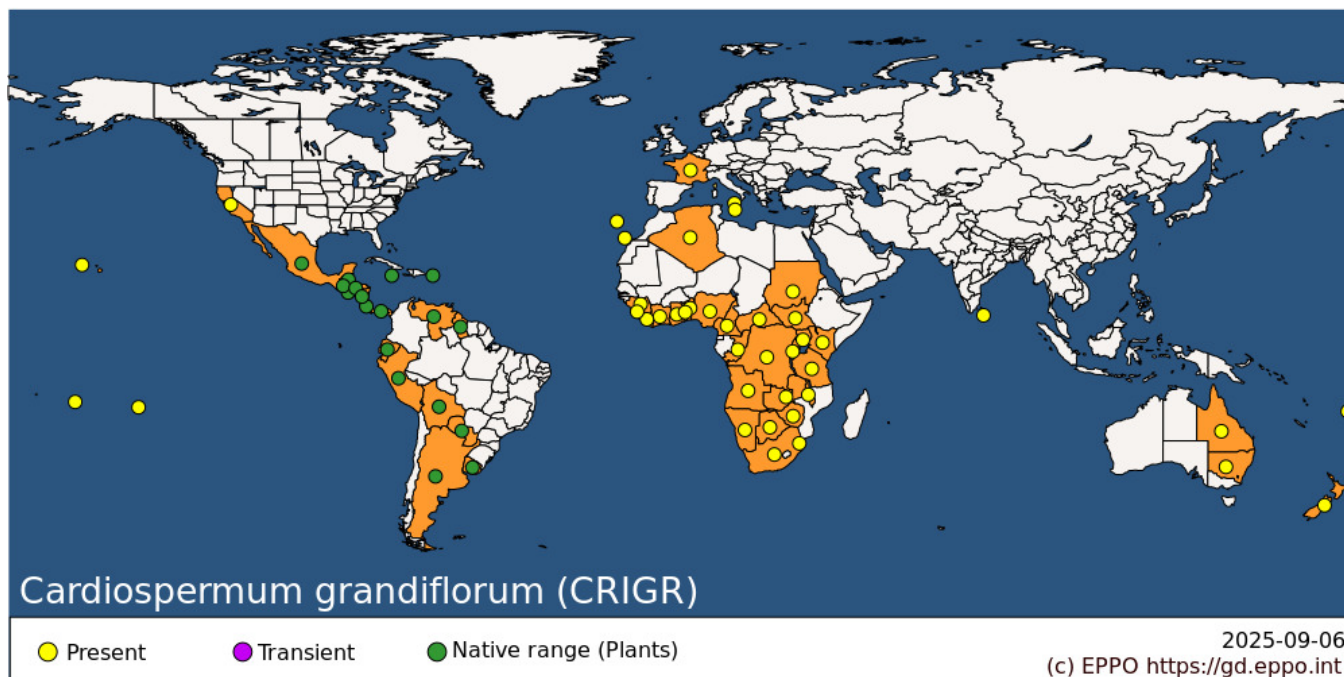 Cardiospermum grandiflorum (CRIGR)
Present
Transient
Native range (Plants)
2025-09-06
(c) EPPO https://gd.eppo.int